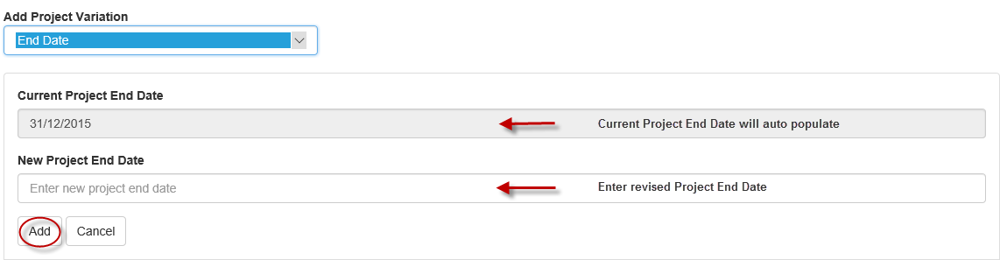 Add Project Variation
End Date
Current Project End Date
31/12/2015 Current Project End Date will auto populate
New Project End Date
Enter new project end date Enter revised Project End Date
Add Cancel